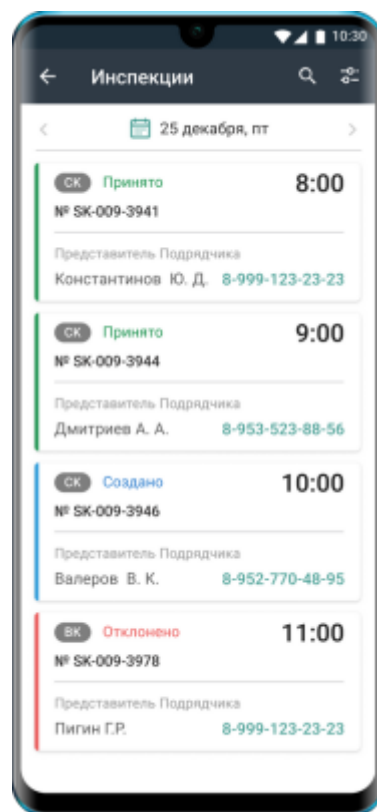 10:30
Инспекции
25 декабря, пт
СК Принято 8:00
№ SK-009-3941
Представитель Подрядчика
Константинов Ю. Д. 8-999-123-23-23
СК Принято 9:00
№ SK-009-3944
Представитель Подрядчика
Дмитриев А. А. 8-953-523-88-56
СК Создано 10:00
№ SK-009-3946
Представитель Подрядчика
Валеров В. К. 8-952-770-48-95
ВК Отклонено 11:00
№ SK-009-3978
Представитель Подрядчика
Пигин Г.Р. 8-999-123-23-23